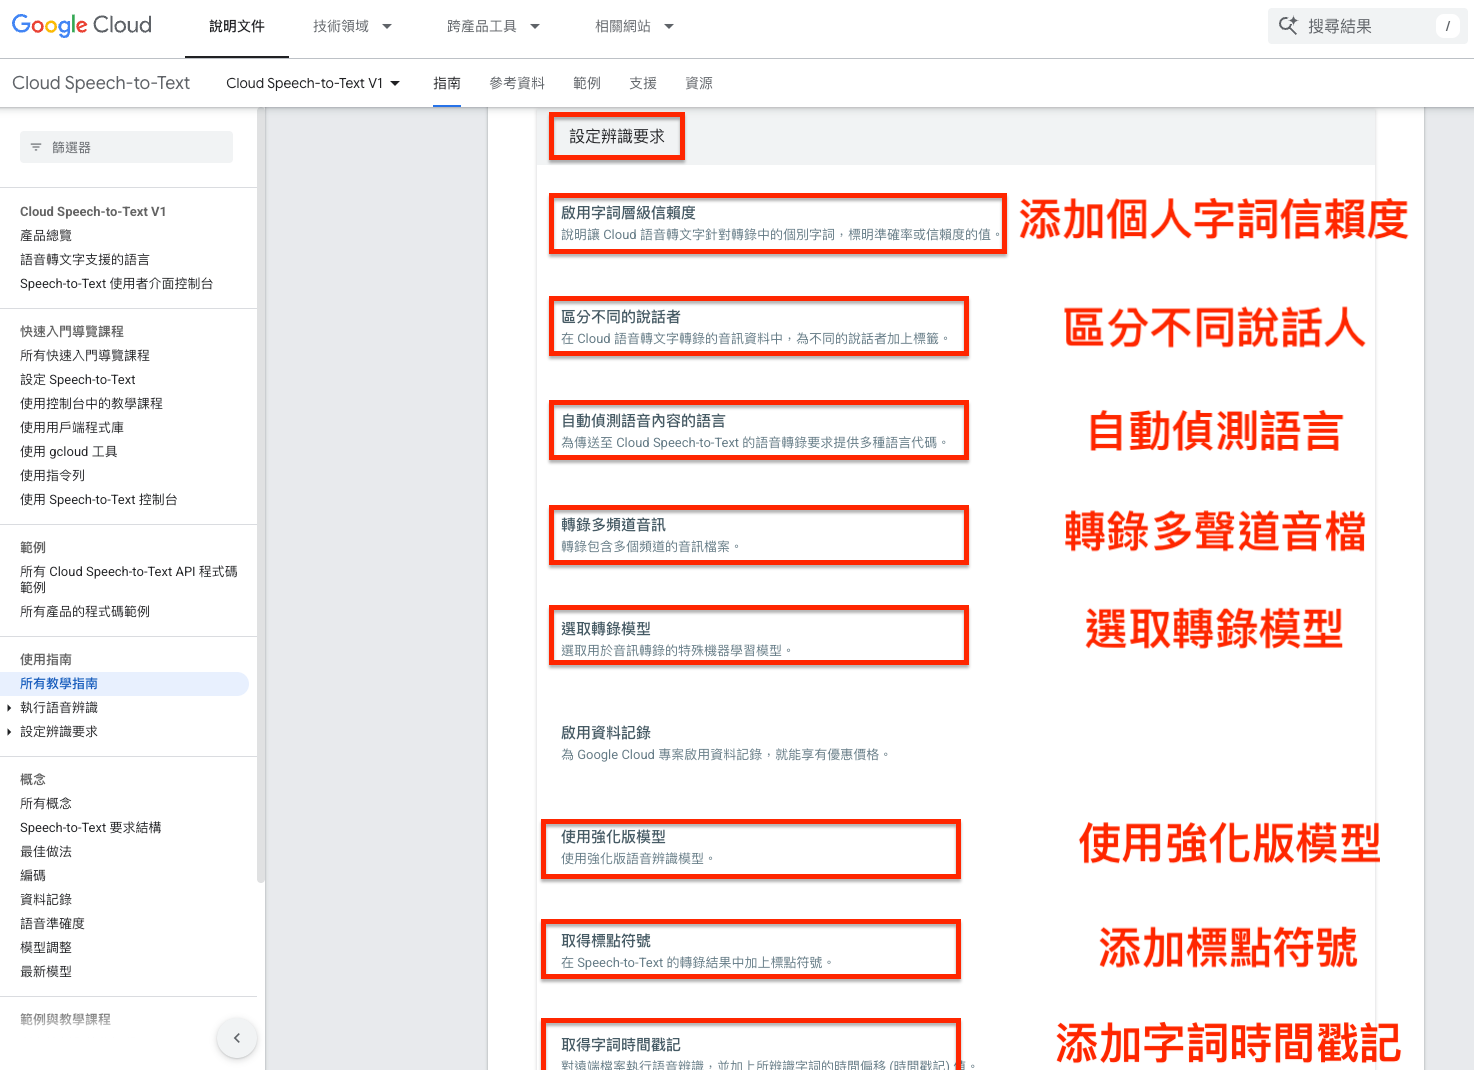 Google Cloud
說明文件
技術領域
跨產品工具
相關網站
搜尋結果
/
Cloud Speech-to-Text
Cloud Speech-to-Text V1
指南
參考資料
範例
支援
資源
篩選器
Cloud Speech-to-Text V1
產品總覽
語音轉文字支援的語言
Speech-to-Text 使用者介面控制台
快速入門導覽課程
所有快速入門導覽課程
設定 Speech-to-Text
使用控制台中的教學課程
使用用戶端程式庫
使用 gcloud 工具
使用指令列
使用 Speech-to-Text 控制台
範例
所有 Cloud Speech-to-Text API 程式碼
範例
所有產品的程式碼範例
使用指南
所有教學指南
執行語音辨識
設定辨識要求
概念
所有概念
Speech-to-Text 要求結構
最佳做法
編碼
資料記錄
語音準確度
模型調整
最新模型
範例與教學課程
設定辨識要求
啟用字詞層級信賴度
說明讓 Cloud 語音轉文字針對轉錄中的個別字詞，標明準確率或信賴度的值。
添加個人字詞信賴度
區分不同的說話者
在 Cloud 語音轉文字轉錄的音訊資料中，為不同的說話者加上標籤。
區分不同說話人
自動偵測語音內容的語言
為傳送至 Cloud Speech-to-Text 的語音轉錄要求提供多種語言代碼。
自動偵測語言
轉錄多頻道音訊
轉錄包含多個頻道的音訊檔案。
轉錄多聲道音檔
選取轉錄模型
選取用於音訊轉錄的特殊機器學習模型。
選取轉錄模型
啟用資料記錄
為 Google Cloud 專案啟用資料記錄，就能享有優惠價格。
使用強化版模型
使用強化版語音辨識模型。
使用強化版模型
取得標點符號
在 Speech-to-Text 的轉錄結果中加上標點符號。
添加標點符號
取得字詞時間戳記
對遠端檔案執行語音辨識，並加上所辨識字詞的時間偏移 (時間戳記) 值。
添加字詞時間戳記